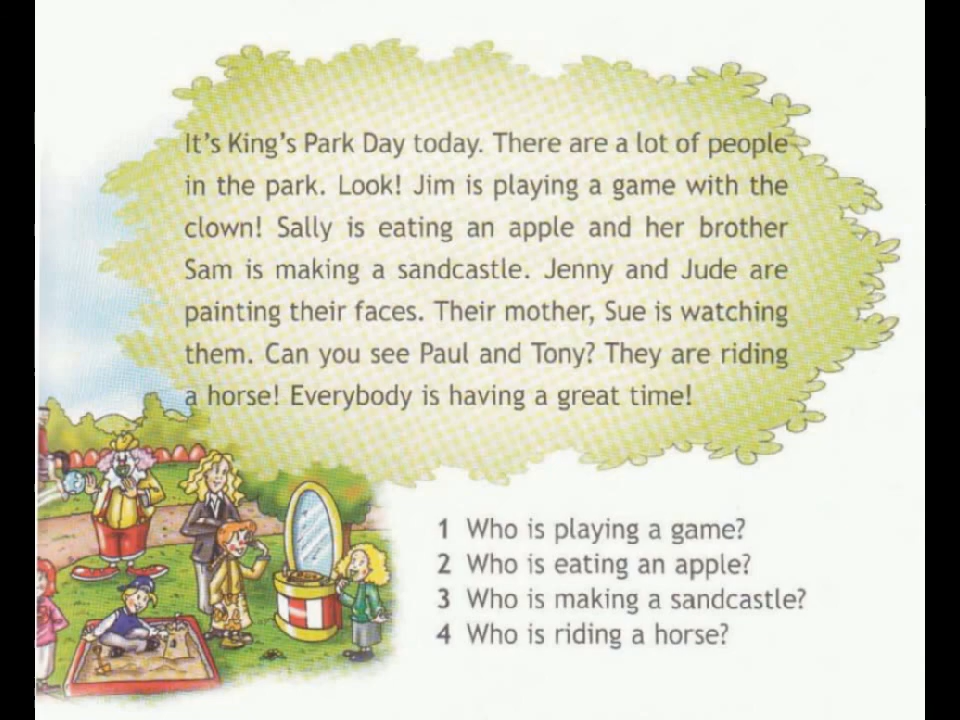 It's King's Park Day today. There are a lot of people
in the park. Look! Jim is playing a game with the
clown! Sally is eating an apple and her brother
Sam is making a sandcastle. Jenny and Jude are
painting their faces. Their mother, Sue is watching
them. Can you see Paul and Tony? They are riding
a horse! Everybody is having a great time!
1 Who is playing a game?
2 Who is eating an apple?
3 Who is making a sandcastle?
4 Who is riding a horse?